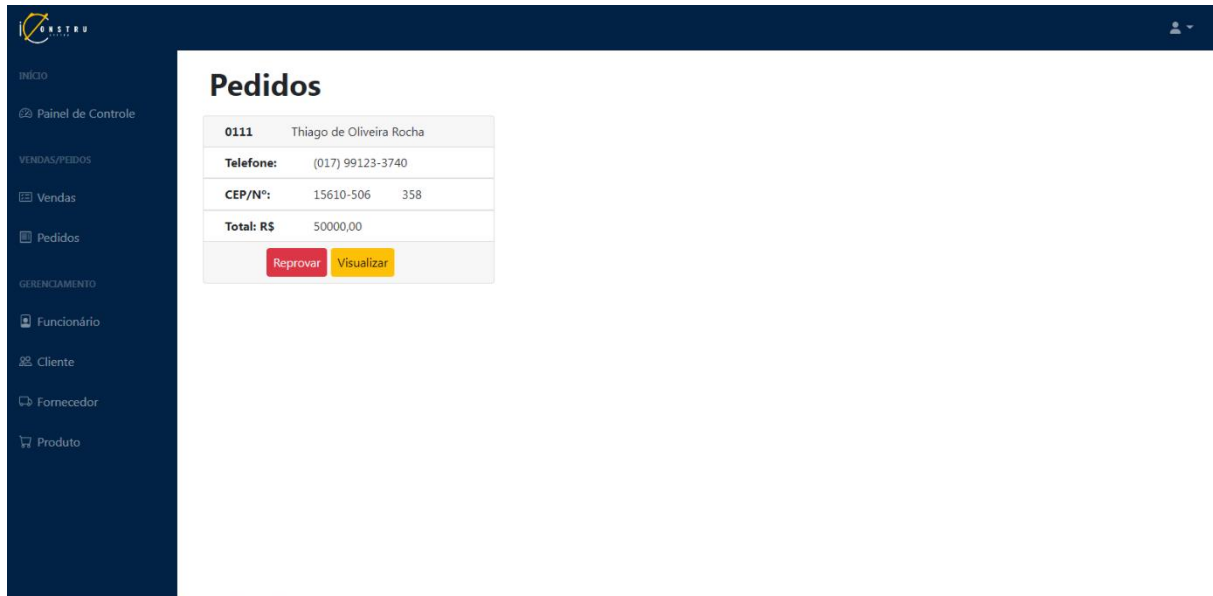 INÍCIO
Painel de Controle
VENDAS/PEIDOS
Vendas
Pedidos
GERENCIAMENTO
Funcionário
Cliente
Fornecedor
Produto
Pedidos
0111 Thiago de Oliveira Rocha
Telefone: (017) 99123-3740
CEP/Nº: 15610-506 358
Total: R$ 50000,00
Reprovar Visualizar